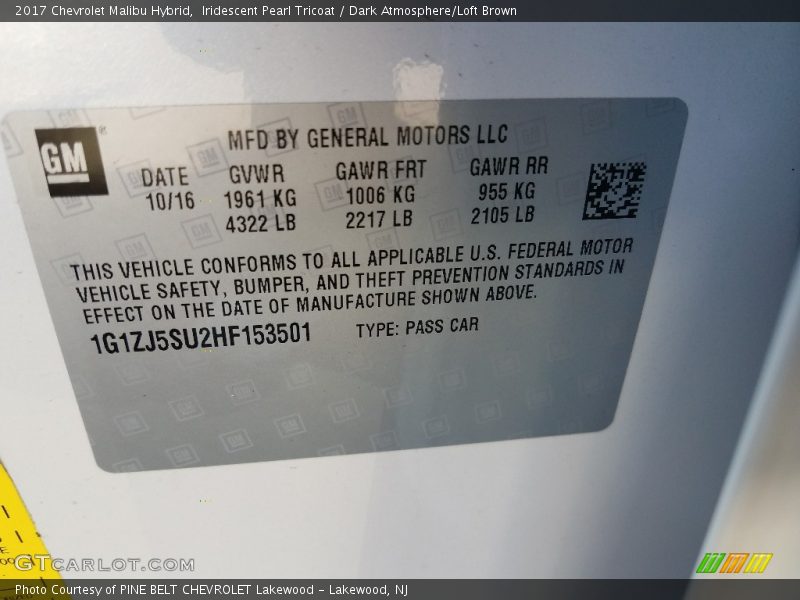 2017 Chevrolet Malibu Hybrid, Iridescent Pearl Tricoat / Dark Atmosphere/Loft Brown
GM
MFD BY GENERAL MOTORS LLC
DATE GVWR GAWR FRT GAWR RR
10/16 1961 KG 1006 KG 955 KG
4322 LB 2217 LB 2105 LB
THIS VEHICLE CONFORMS TO ALL APPLICABLE U.S. FEDERAL MOTOR
VEHICLE SAFETY, BUMPER, AND THEFT PREVENTION STANDARDS IN
EFFECT ON THE DATE OF MANUFACTURE SHOWN ABOVE.
1G1ZJ5SU2HF153501 TYPE: PASS CAR
GTCARLOT.COM
Photo Courtesy of PINE BELT CHEVROLET Lakewood - Lakewood, NJ